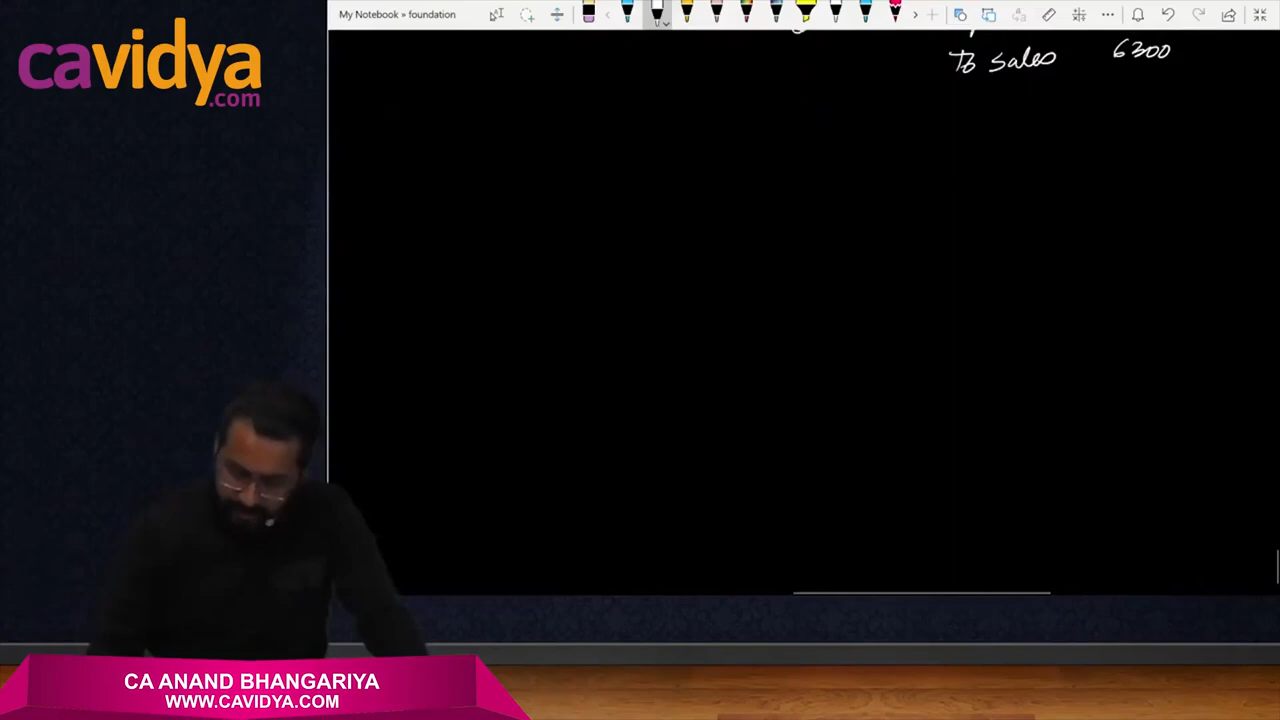 cavidya
.com
My Notebook » foundation
To sales 6300
CA ANAND BHANGARIYA
WWW.CAVIDYA.COM